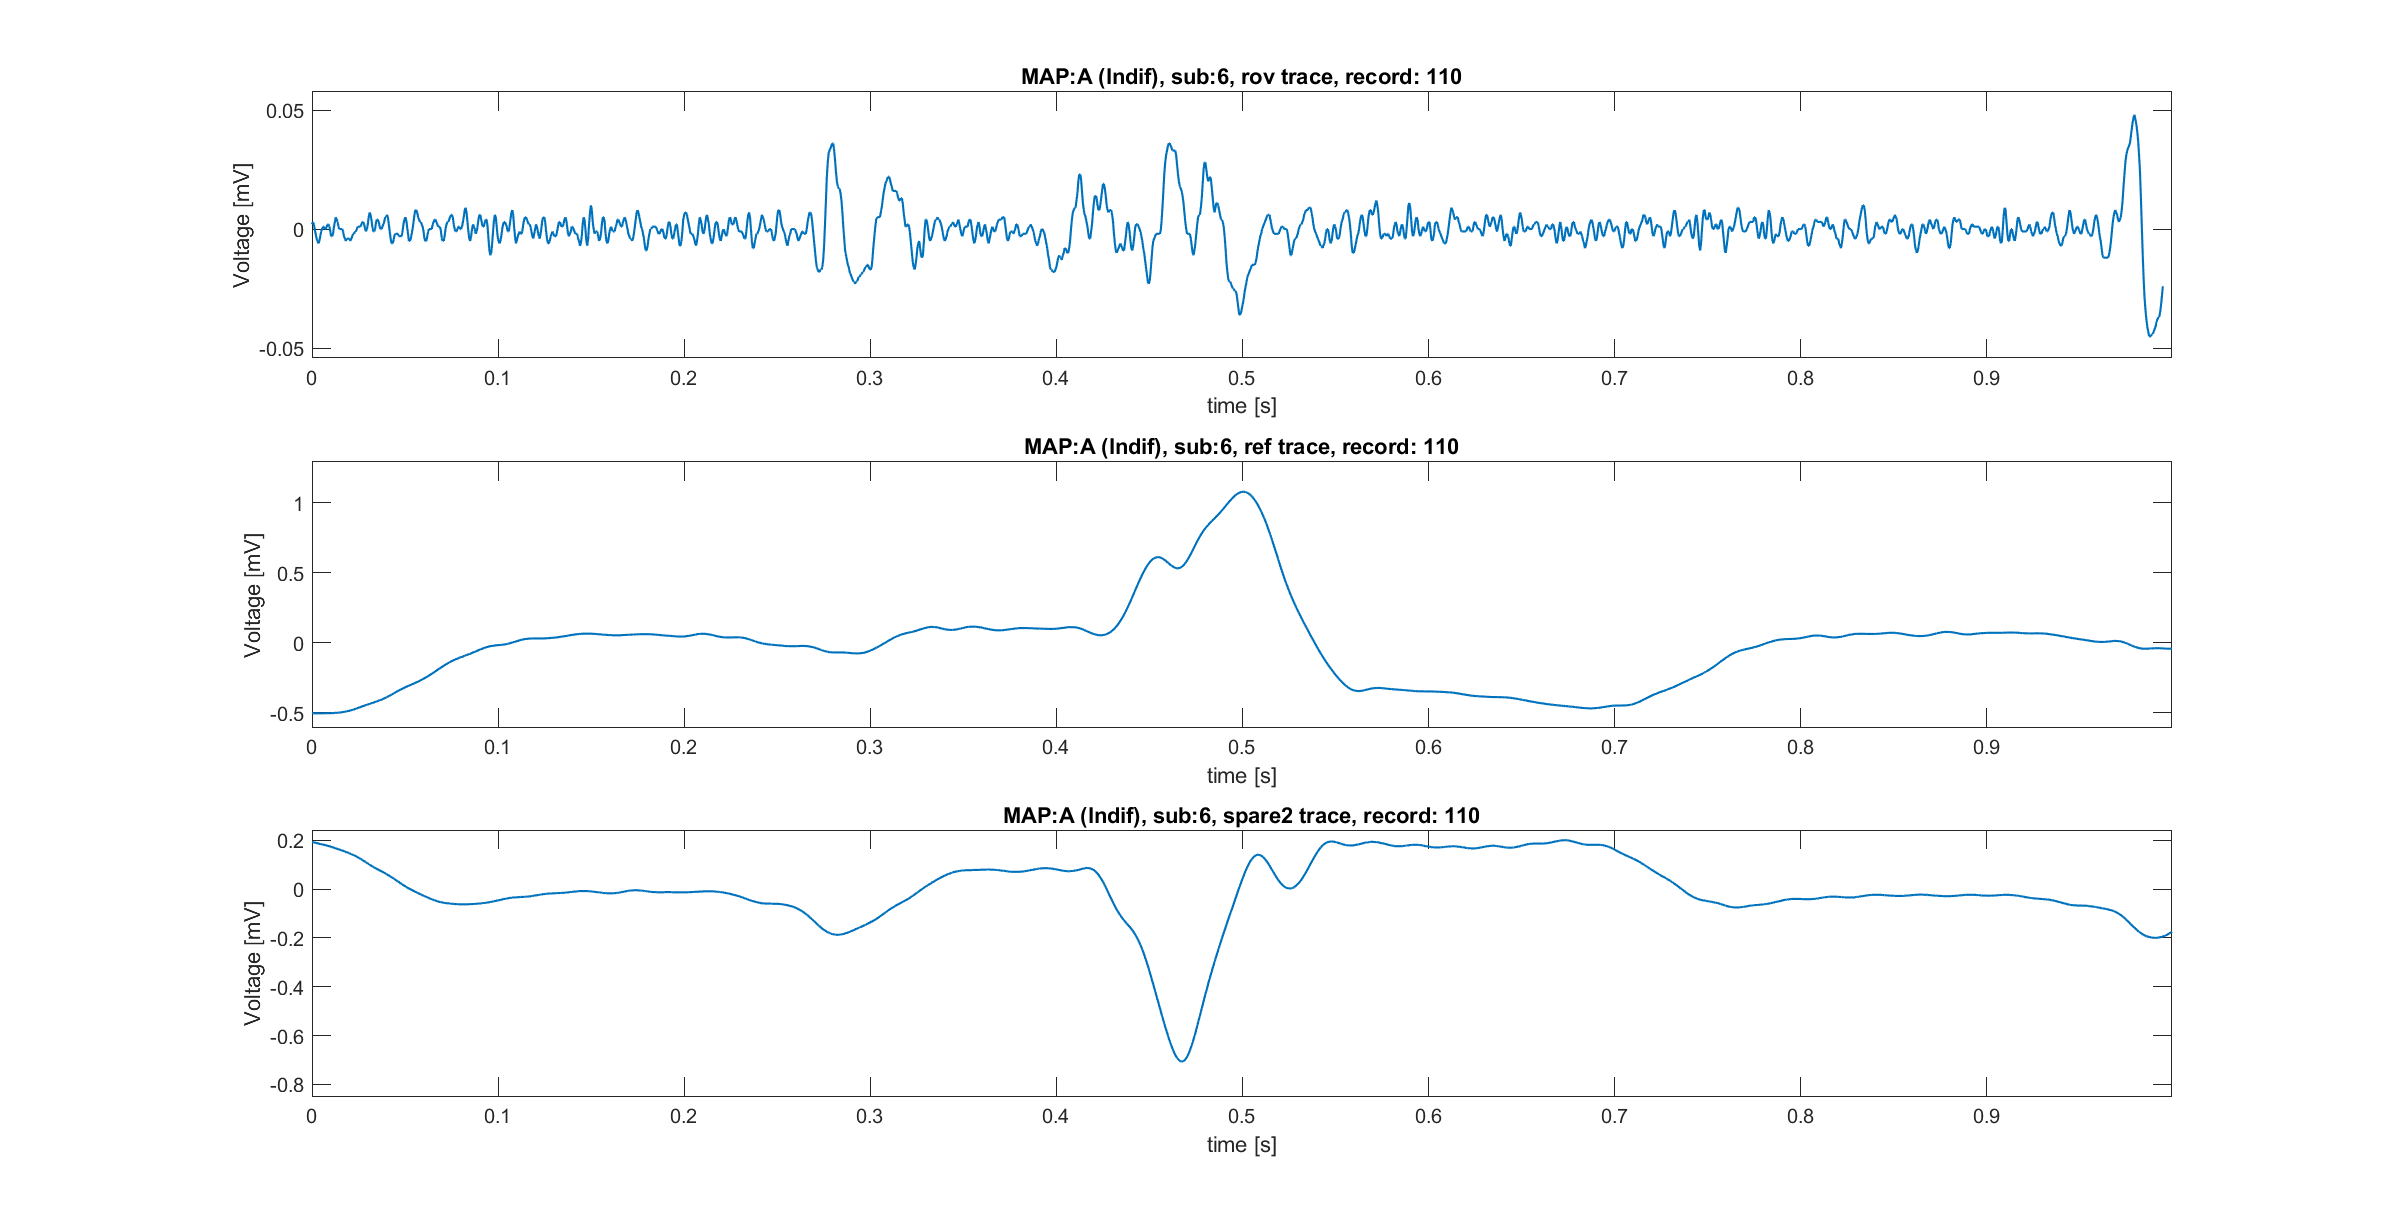 MAP:A (Indif), sub:6, rov trace, record: 110
Voltage [mV]
0.05
0
-0.05
0 0.1 0.2 0.3 0.4 0.5 0.6 0.7 0.8 0.9
time [s]
MAP:A (Indif), sub:6, ref trace, record: 110
Voltage [mV]
1
0.5
0
-0.5
0 0.1 0.2 0.3 0.4 0.5 0.6 0.7 0.8 0.9
time [s]
MAP:A (Indif), sub:6, spare2 trace, record: 110
Voltage [mV]
0.2
0
-0.2
-0.4
-0.6
-0.8
0 0.1 0.2 0.3 0.4 0.5 0.6 0.7 0.8 0.9
time [s]